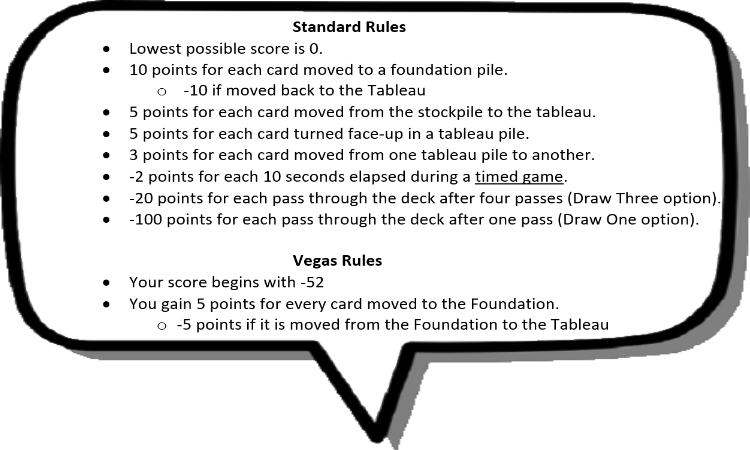 Standard Rules
• Lowest possible score is 0.
• 10 points for each card moved to a foundation pile.
o -10 if moved back to the Tableau
• 5 points for each card moved from the stockpile to the tableau.
• 5 points for each card turned face-up in a tableau pile.
• 3 points for each card moved from one tableau pile to another.
• -2 points for each 10 seconds elapsed during a timed game.
• -20 points for each pass through the deck after four passes (Draw Three option).
• -100 points for each pass through the deck after one pass (Draw One option).
Vegas Rules
• Your score begins with -52
• You gain 5 points for every card moved to the Foundation.
o -5 points if it is moved from the Foundation to the Tableau